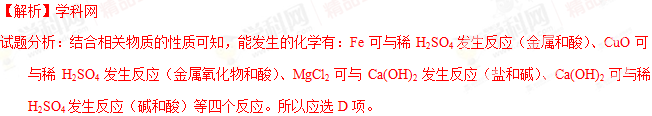 【解析】学科网
试题分析：结合相关物质的性质可知，能发生的化学有：Fe 可与稀 H₂SO₄ 发生反应（金属和酸）、CuO 可
与稀 H₂SO₄ 发生反应（金属氧化物和酸）、MgCl₂ 可与 Ca(OH)₂ 发生反应（盐和碱）、Ca(OH)₂ 可与稀
H₂SO₄ 发生反应（碱和酸）等四个反应。所以应选 D 项。